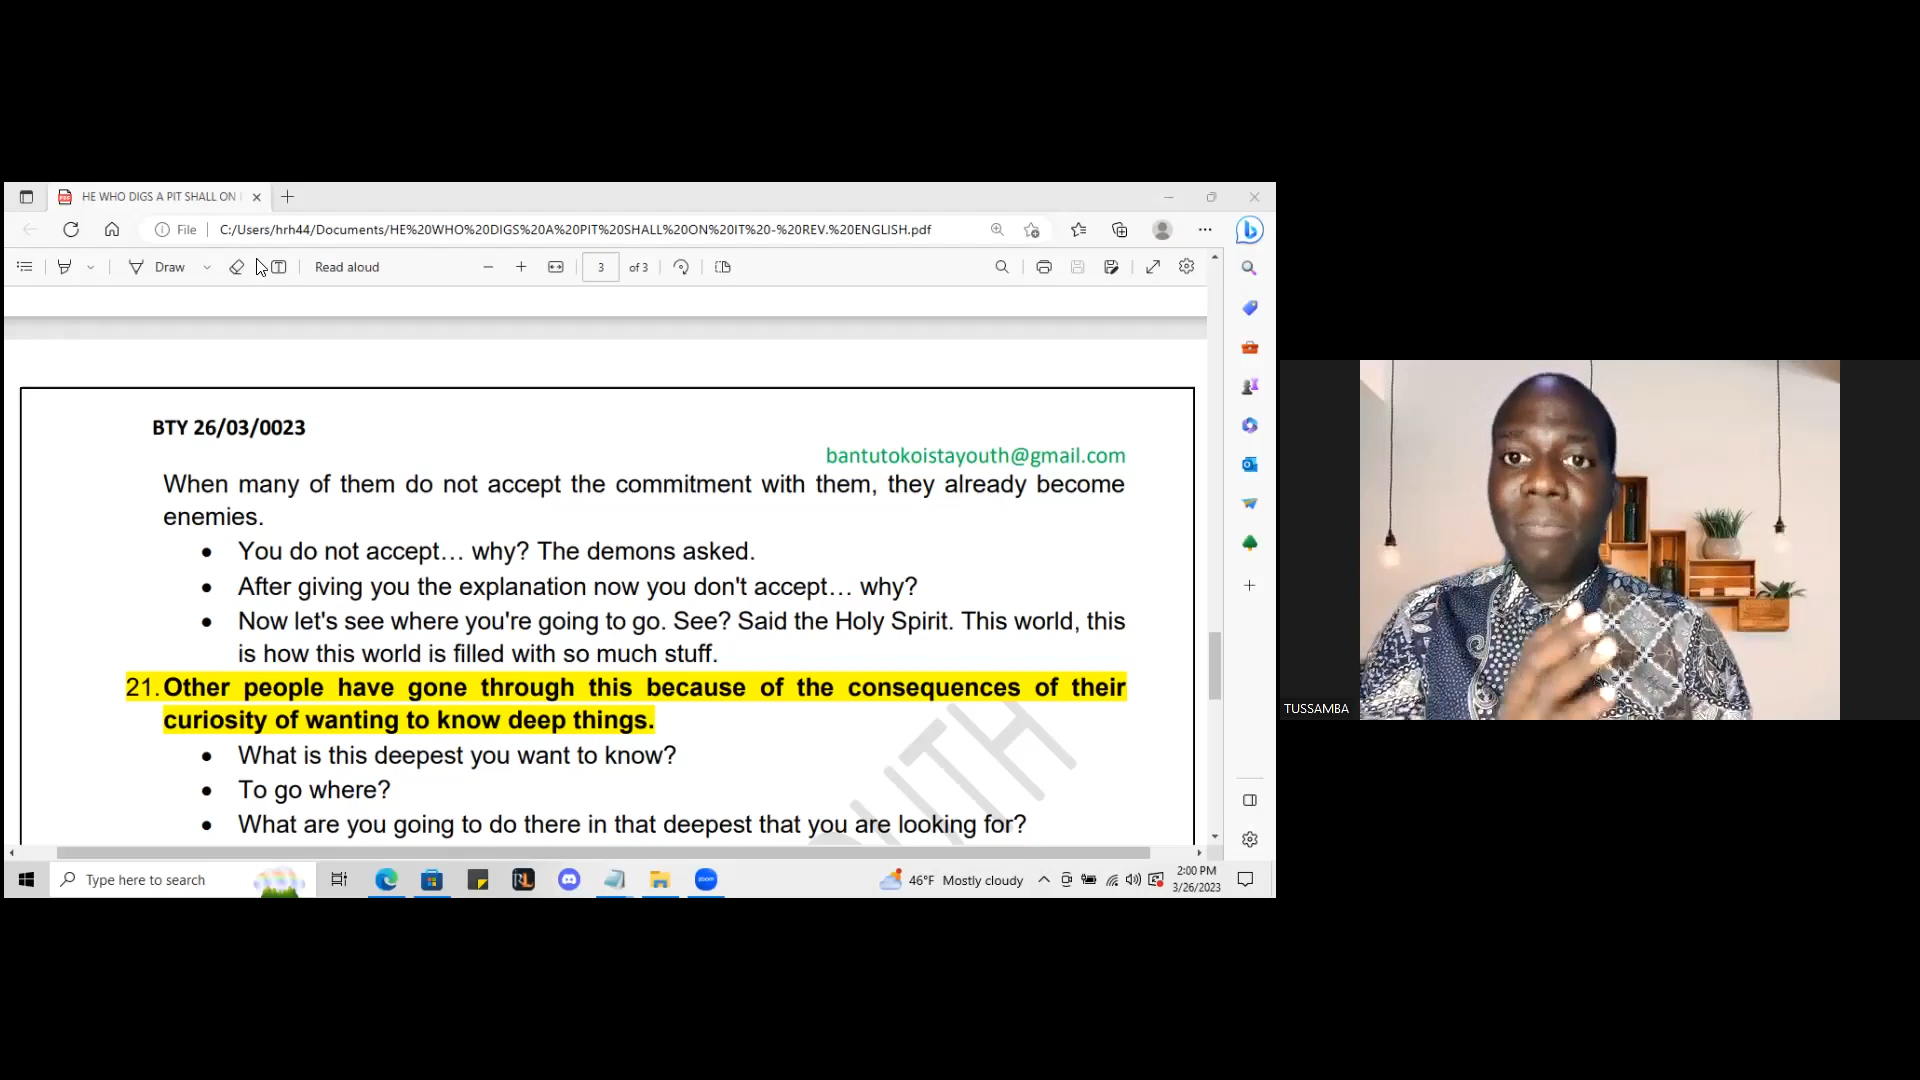 HE WHO DIGS A PIT SHALL ON I
File
C:/Users/hrh44/Documents/HE%20WHO%20DIGS%20A%20PIT%20SHALL%20ON%20IT%20-%20REV.%20ENGLISH.pdf
Draw
Read aloud
3 of 3
BTY 26/03/0023
bantutokoistayouth@gmail.com
When many of them do not accept the commitment with them, they already become
enemies.
• You do not accept… why? The demons asked.
• After giving you the explanation now you don't accept… why?
• Now let's see where you're going to go. See? Said the Holy Spirit. This world, this
is how this world is filled with so much stuff.
21. Other people have gone through this because of the consequences of their
curiosity of wanting to know deep things.
• What is this deepest you want to know?
• To go where?
• What are you going to do there in that deepest that you are looking for?
UTH
Type here to search
zoom
46°F Mostly cloudy
2:00 PM
3/26/2023
TUSSAMBA